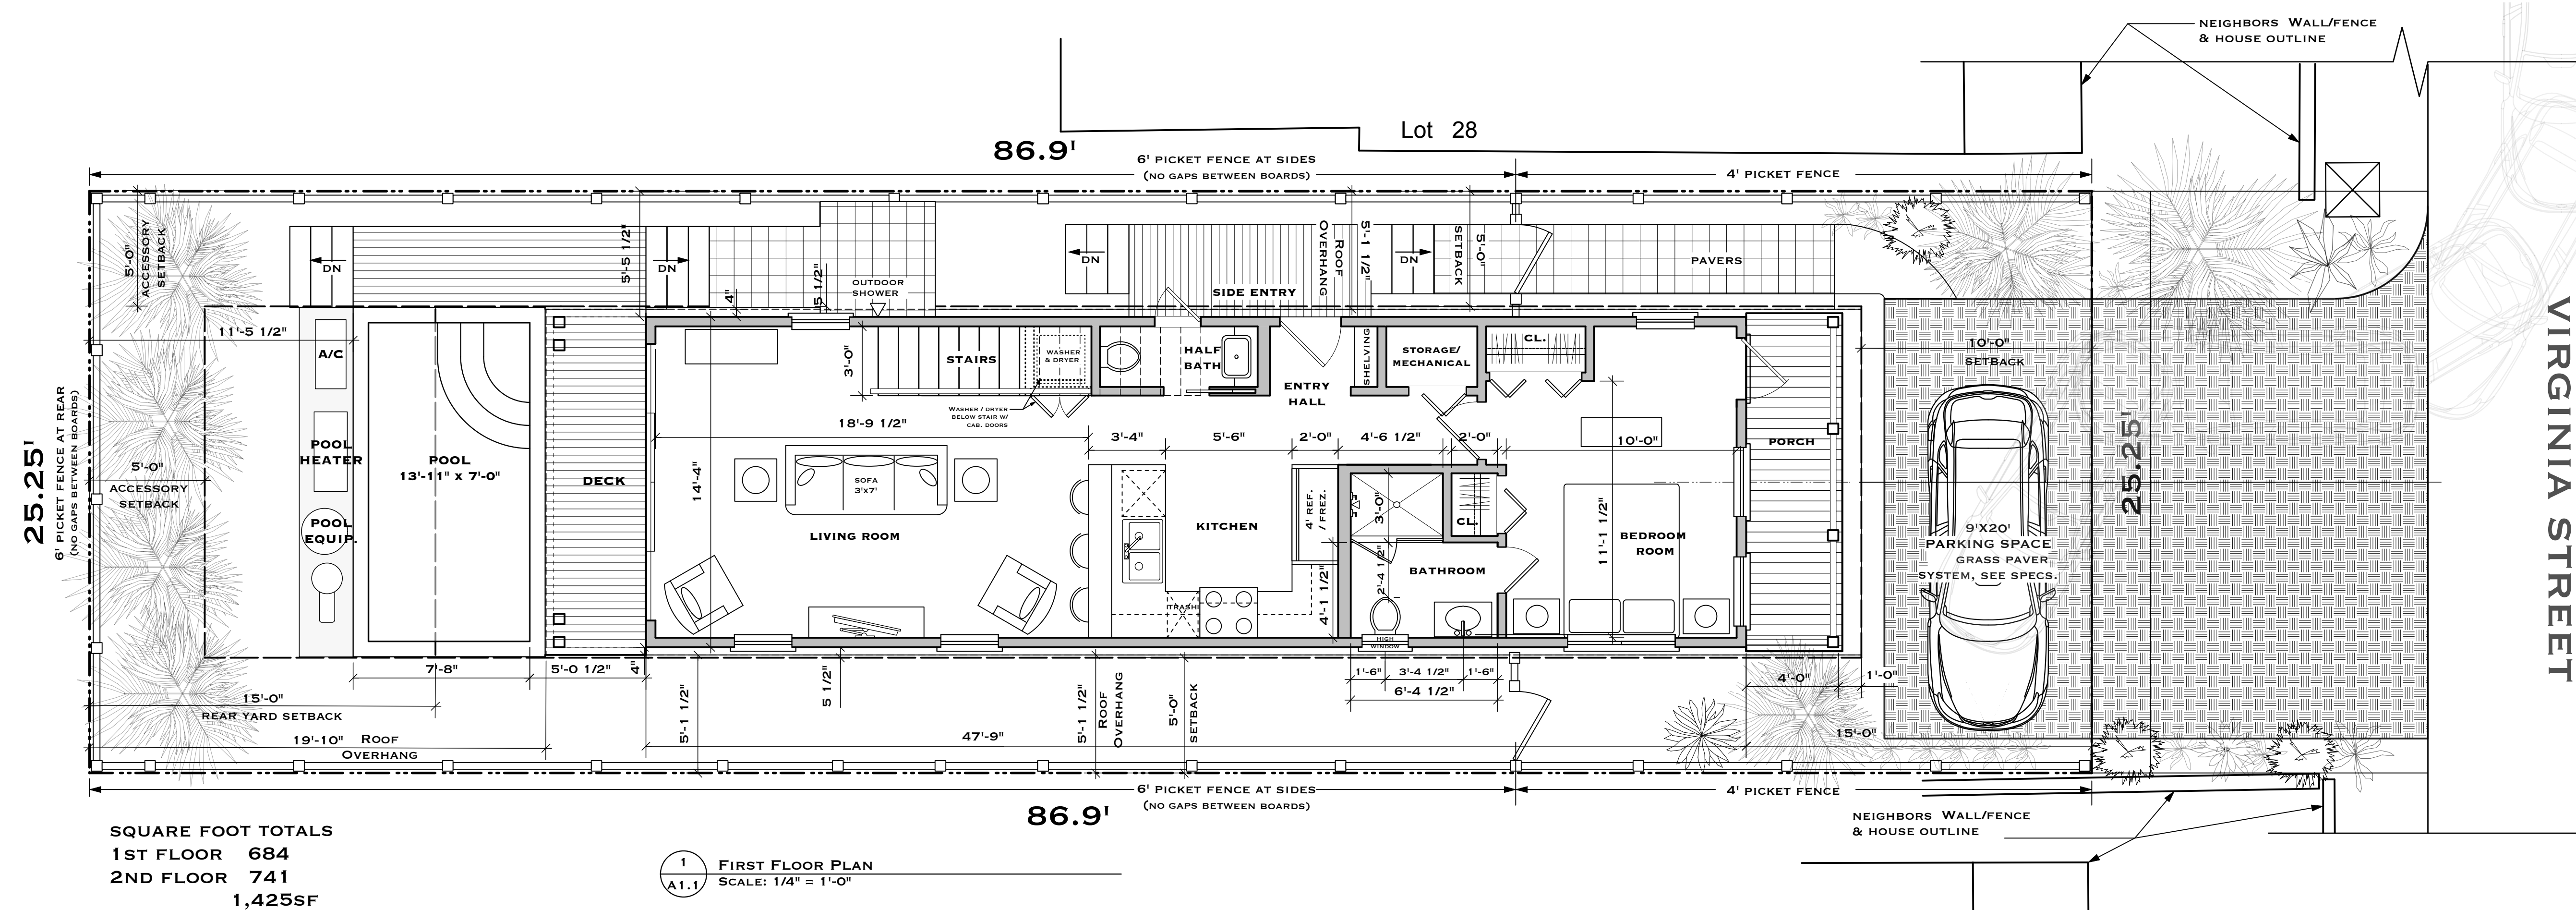 NEIGHBORS WALL/FENCE
& HOUSE OUTLINE
Lot 28
86.9'
6' PICKET FENCE AT SIDES
(NO GAPS BETWEEN BOARDS)
4' PICKET FENCE
5'-0"
ACCESSORY
SETBACK
DN
5'-5 1/2"
DN
4"
5 1/2"
OUTDOOR
SHOWER
DN
SIDE ENTRY
ROOF
OVERHANG
5'-1 1/2"
DN
SETBACK
5'-0"
PAVERS
11'-5 1/2"
A/C
3'-0"
STAIRS
WASHER
& DRYER
HALF
BATH
ENTRY
HALL
SHELVING
STORAGE/
MECHANICAL
CL.
10'-0"
SETBACK
VIRGINIA STREET
WASHER / DRYER
BELOW STAIR W/
CAB. DOORS
18'-9 1/2"
3'-4"
5'-6"
2'-0"
4'-6 1/2"
2'-0"
10'-0"
PORCH
25.25'
6' PICKET FENCE AT REAR
(NO GAPS BETWEEN BOARDS)
5'-0"
ACCESSORY
SETBACK
POOL
HEATER
POOL
13'-11" X 7'-0"
POOL
EQUIP.
DECK
14'-4"
SOFA
3'X7'
LIVING ROOM
KITCHEN
4' REF.
/ FREZ.
3'-0"
CL.
11'-1 1/2"
BEDROOM
ROOM
25.25'
9'X20'
PARKING SPACE
GRASS PAVER
SYSTEM, SEE SPECS.
TRASH
4'-1 1/2"
2'-4 1/2"
BATHROOM
HIGH
WINDOW
7'-8"
5'-0 1/2"
4"
15'-0"
REAR YARD SETBACK
19'-10"
ROOF
OVERHANG
5'-1 1/2"
5 1/2"
47'-9"
5'-1 1/2"
ROOF
OVERHANG
5'-0"
SETBACK
1'-6"
3'-4 1/2"
1'-6"
6'-4 1/2"
4'-0"
1'-0"
15'-0"
86.9'
6' PICKET FENCE AT SIDES
(NO GAPS BETWEEN BOARDS)
4' PICKET FENCE
NEIGHBORS WALL/FENCE
& HOUSE OUTLINE
SQUARE FOOT TOTALS
1ST FLOOR 684
2ND FLOOR 741
1,425SF
1
A1.1
FIRST FLOOR PLAN
SCALE: 1/4" = 1'-0"